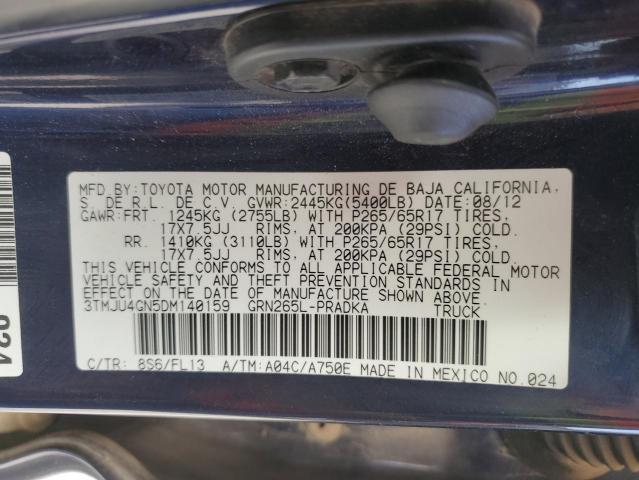 MFD.BY:TOYOTA MOTOR MANUFACTURING DE BAJA CALIFORNIA,
S. DE R.L. DE C.V. GVWR:2445KG(5400LB) DATE:08/12
GAWR:FRT. 1245KG (2755LB) WITH P265/65R17 TIRES,
17X7.5JJ RIMS, AT 200KPA (29PSI) COLD.
RR. 1410KG (3110LB) WITH P265/65R17 TIRES,
17X7.5JJ RIMS, AT 200KPA (29PSI) COLD.
THIS VEHICLE CONFORMS TO ALL APPLICABLE FEDERAL MOTOR
VEHICLE SAFETY AND THEFT PREVENTION STANDARDS IN
EFFECT ON THE DATE OF MANUFACTURE SHOWN ABOVE.
3TMJU4GN5DM140159 GRN265L-PRADKA TRUCK
C/TR: 8S6/FL13 A/TM:A04C/A750E MADE IN MEXICO NO.024